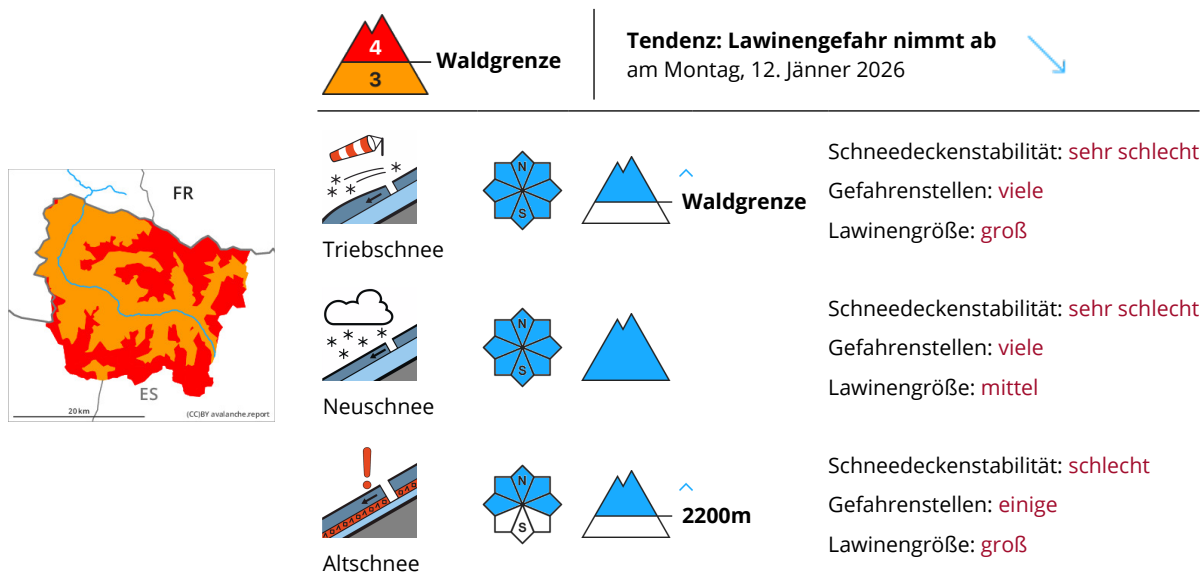 4
3
Waldgrenze
Tendenz: Lawinengefahr nimmt ab
am Montag, 12. Jänner 2026
FR
ES
20 km
(CC)BY avalanche.report
Triebschnee
N
S
Waldgrenze
Schneedeckenstabilität: sehr schlecht
Gefahrenstellen: viele
Lawinengröße: groß
Neuschnee
N
S
Schneedeckenstabilität: sehr schlecht
Gefahrenstellen: viele
Lawinengröße: mittel
Altschnee
N
S
2200m
Schneedeckenstabilität: schlecht
Gefahrenstellen: einige
Lawinengröße: groß